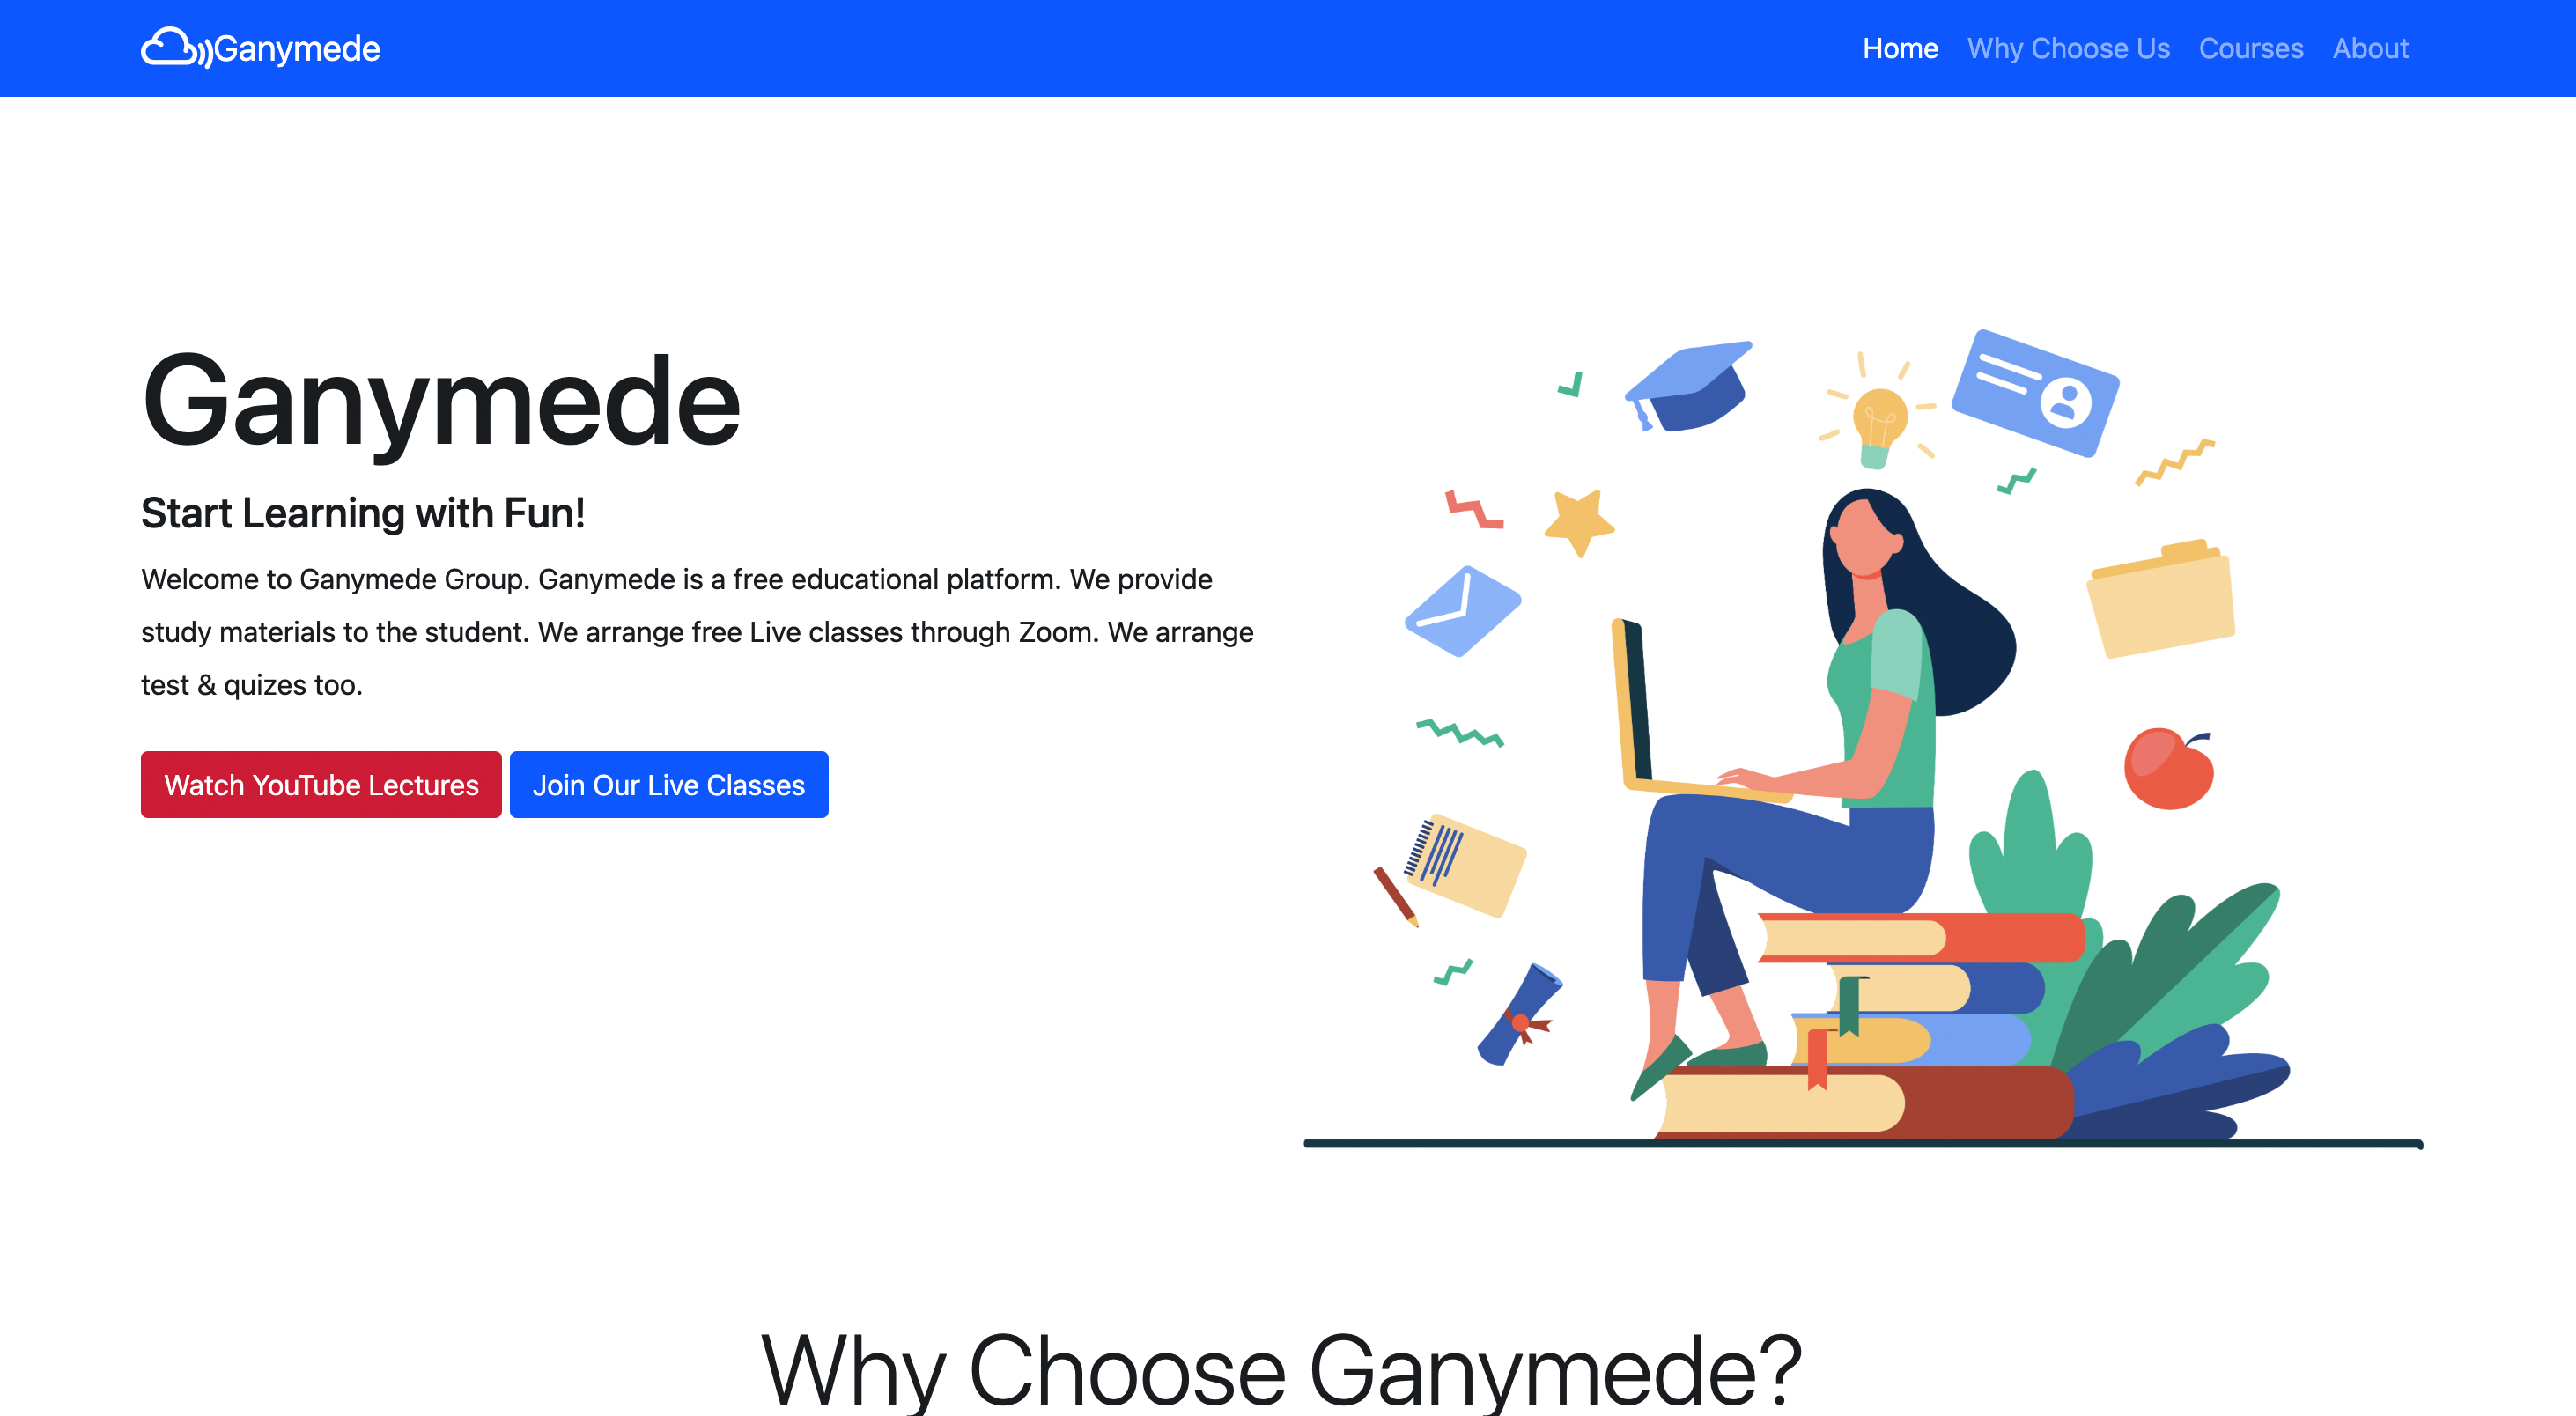 Ganymede
Home Why Choose Us Courses About
Ganymede
Start Learning with Fun!
Welcome to Ganymede Group. Ganymede is a free educational platform. We provide
study materials to the student. We arrange free Live classes through Zoom. We arrange
test & quizes too.
Watch YouTube Lectures Join Our Live Classes
Why Choose Ganymede?